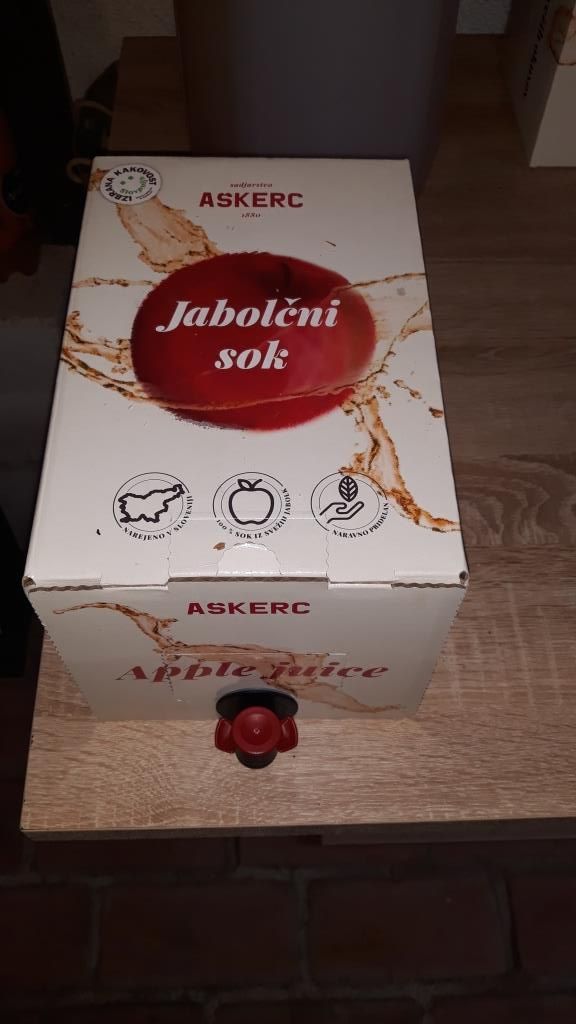 IZBRANA KAKOVOST
Slovenija
sadjarstvo
ASKERC
1880
Jabolčni
sok
NAREJENO V SLOVENIJI
100 % SOK IZ SVEŽIH JABOLK
NARAVNO PRIDELAN
ASKERC
Apple juice